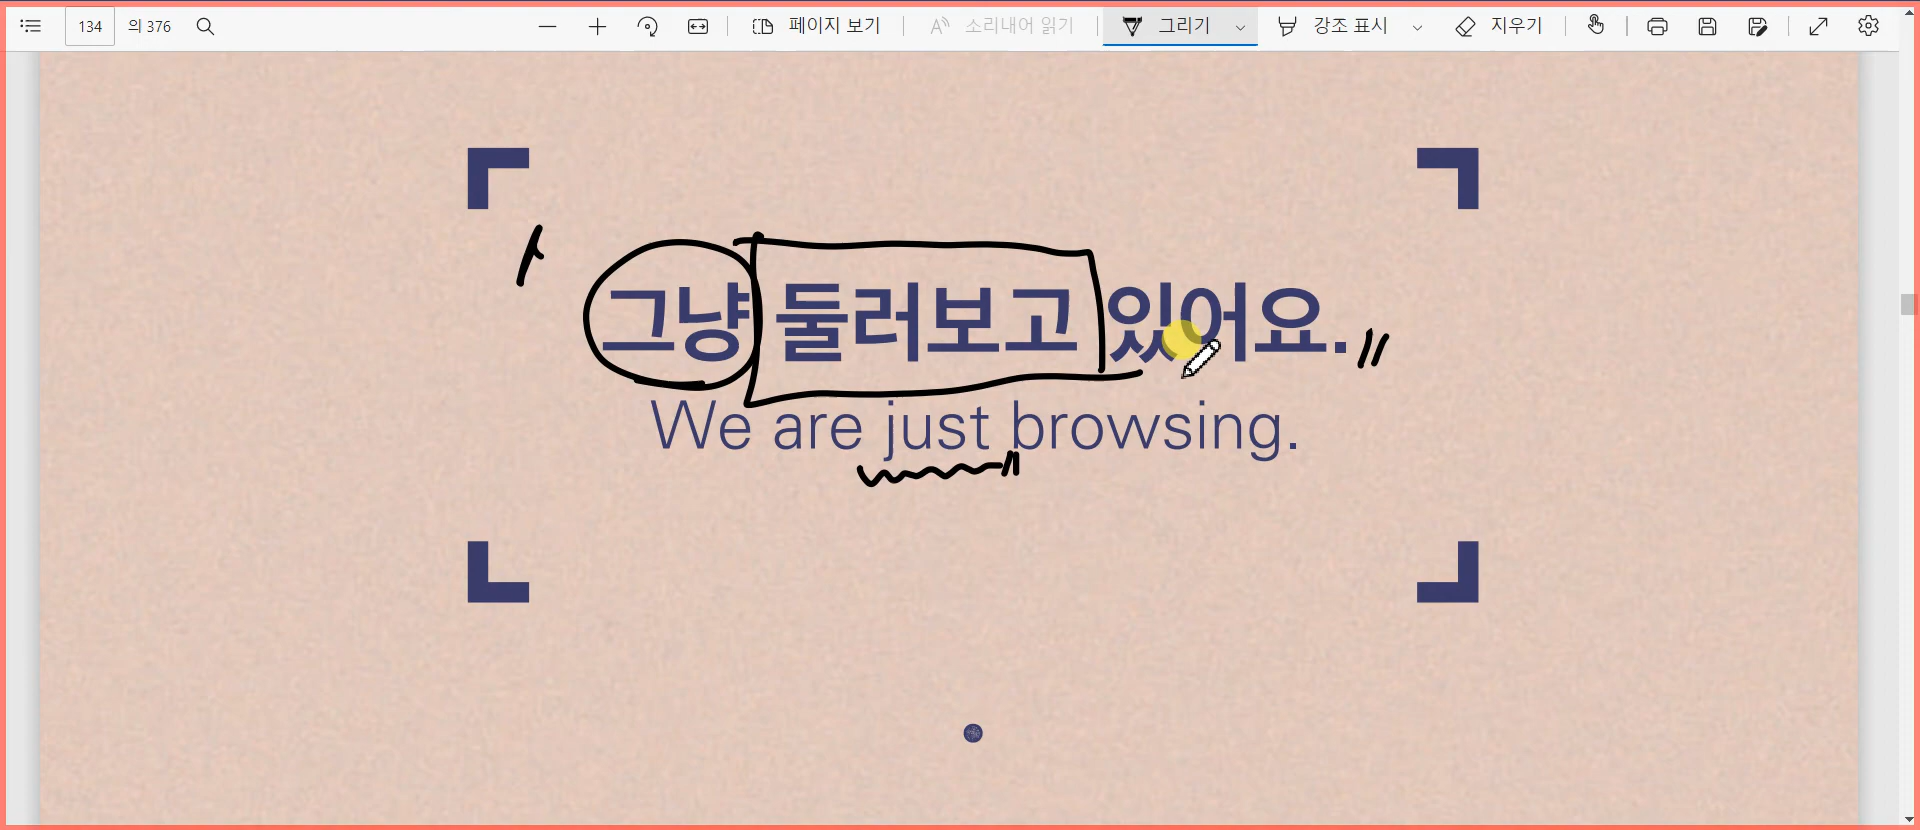 134 의 376 페이지 보기 소리내어 읽기 그리기 강조 표시 지우기
그냥 둘러보고 있어요.
We are just browsing.